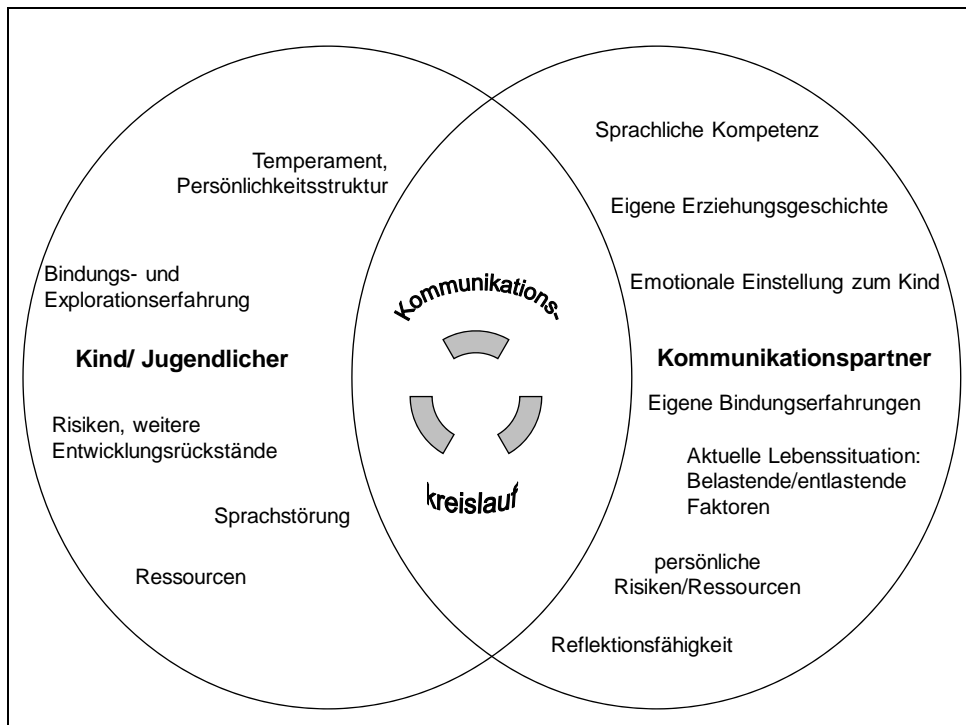 Temperament,
Persönlichkeitsstruktur
Bindungs- und
Explorationserfahrung
Kind/ Jugendlicher
Risiken, weitere
Entwicklungsrückstände
Sprachstörung
Ressourcen
Kommunikations-
kreislauf
Sprachliche Kompetenz
Eigene Erziehungsgeschichte
Emotionale Einstellung zum Kind
Kommunikationspartner
Eigene Bindungserfahrungen
Aktuelle Lebenssituation:
Belastende/entlastende
Faktoren
persönliche
Risiken/Ressourcen
Reflektionsfähigkeit